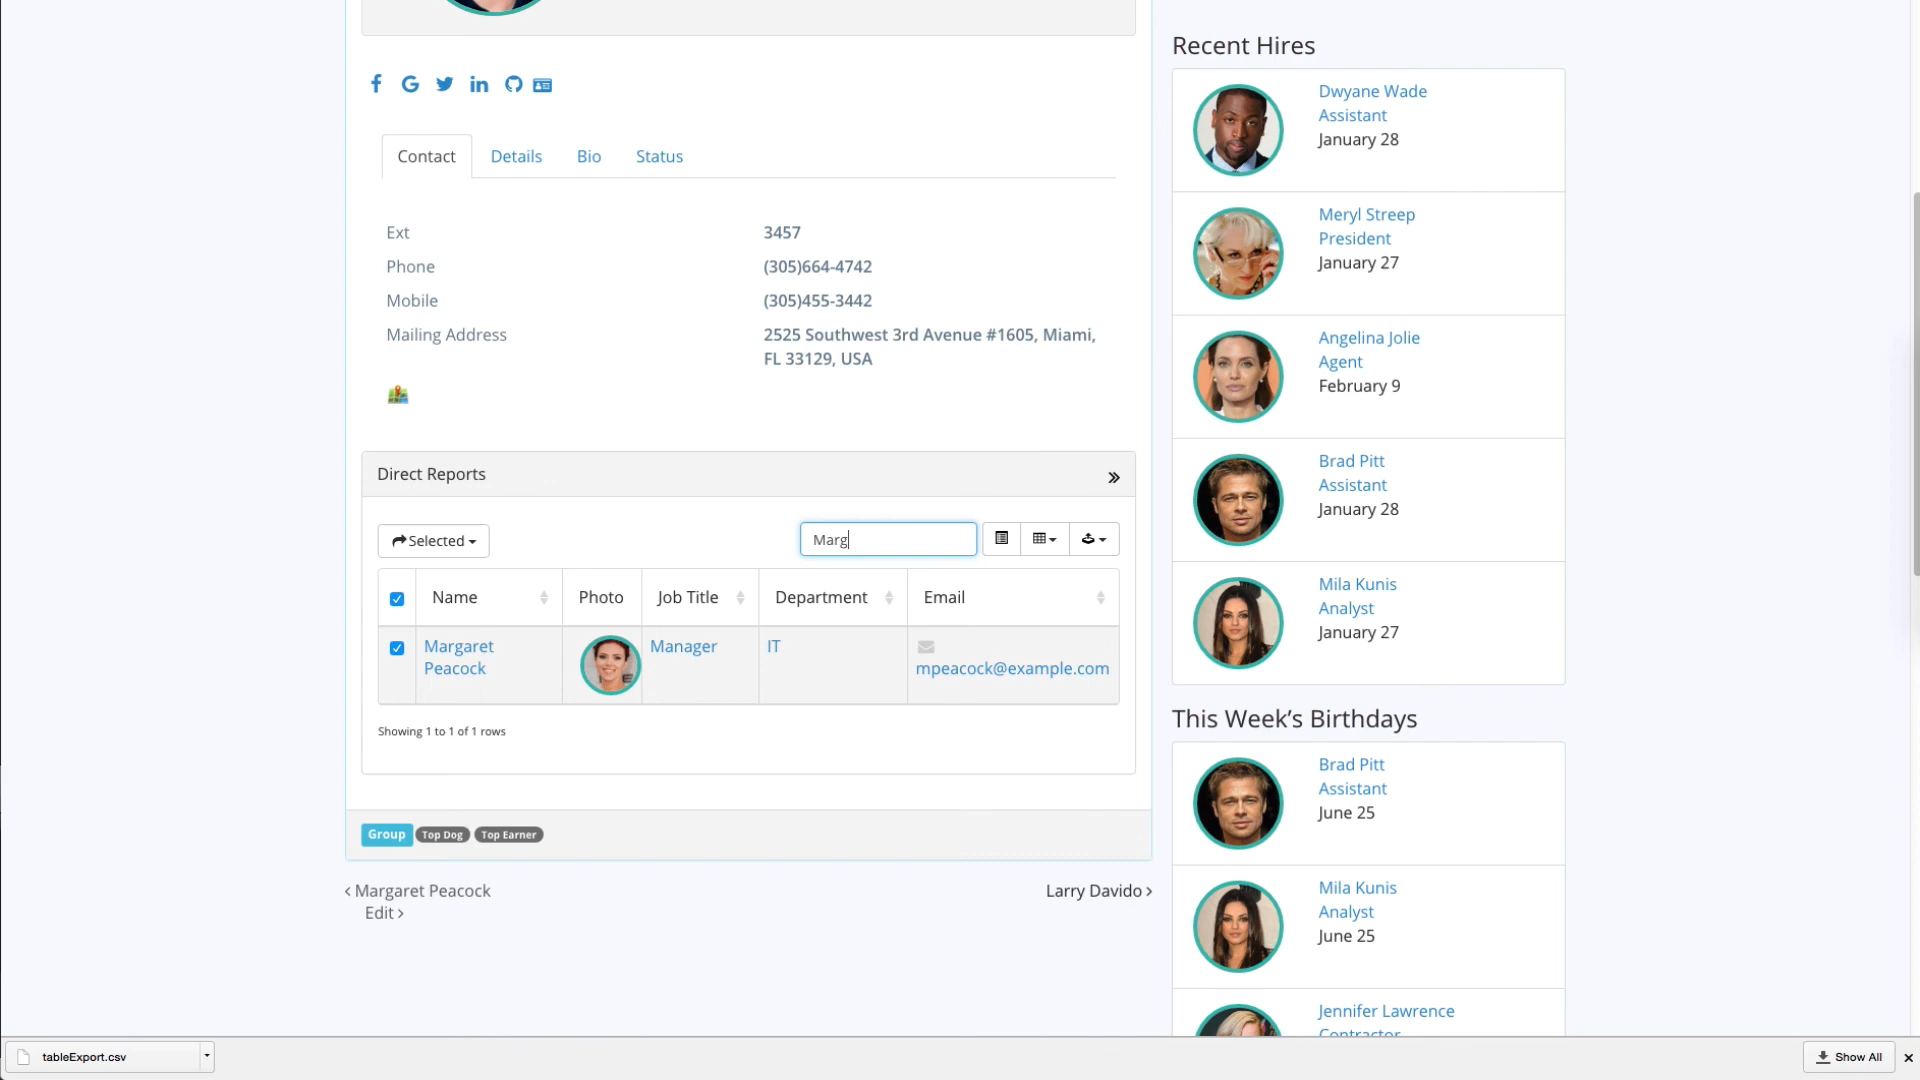 Contact Details Bio Status
Ext 3457
Phone (305)664-4742
Mobile (305)455-3442
Mailing Address 2525 Southwest 3rd Avenue #1605, Miami,
FL 33129, USA
Direct Reports
Selected Marg
Name Photo Job Title Department Email
Margaret Manager IT
Peacock mpeacock@example.com
Showing 1 to 1 of 1 rows
Group Top Dog Top Earner
‹ Margaret Peacock Larry Davido ›
Edit ›
Recent Hires
Dwyane Wade
Assistant
January 28
Meryl Streep
President
January 27
Angelina Jolie
Agent
February 9
Brad Pitt
Assistant
January 28
Mila Kunis
Analyst
January 27
This Week’s Birthdays
Brad Pitt
Assistant
June 25
Mila Kunis
Analyst
June 25
Jennifer Lawrence
Contractor
tableExport.csv Show All